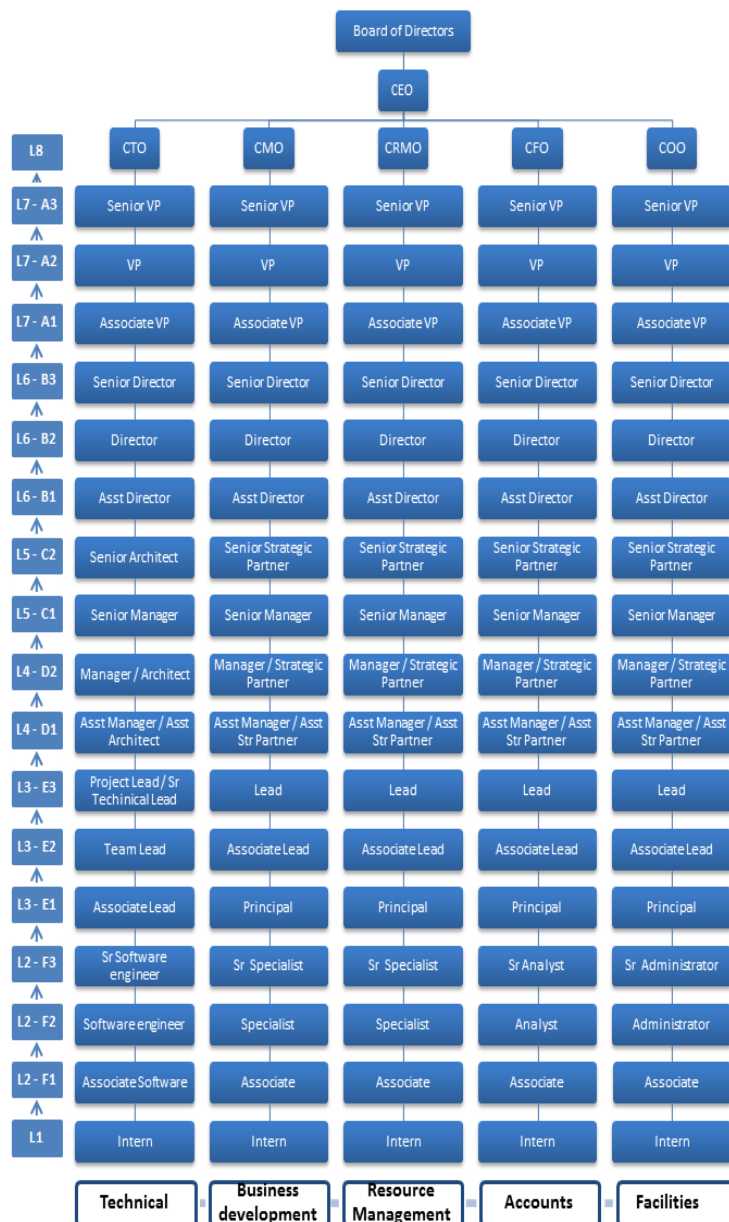 Board of Directors
CEO
L8
CTO
CMO
CRMO
CFO
COO
L7 - A3
Senior VP
Senior VP
Senior VP
Senior VP
Senior VP
L7 - A2
VP
VP
VP
VP
VP
L7 - A1
Associate VP
Associate VP
Associate VP
Associate VP
Associate VP
L6 - B3
Senior Director
Senior Director
Senior Director
Senior Director
Senior Director
L6 - B2
Director
Director
Director
Director
Director
L6 - B1
Asst Director
Asst Director
Asst Director
Asst Director
Asst Director
L5 - C2
Senior Architect
Senior Strategic
Partner
Senior Strategic
Partner
Senior Strategic
Partner
Senior Strategic
Partner
L5 - C1
Senior Manager
Senior Manager
Senior Manager
Senior Manager
Senior Manager
L4 - D2
Manager / Architect
Manager / Strategic
Partner
Manager / Strategic
Partner
Manager / Strategic
Partner
Manager / Strategic
Partner
L4 - D1
Asst Manager / Asst
Architect
Asst Manager / Asst
Str Partner
Asst Manager / Asst
Str Partner
Asst Manager / Asst
Str Partner
Asst Manager / Asst
Str Partner
L3 - E3
Project Lead / Sr
Techinical Lead
Lead
Lead
Lead
Lead
L3 - E2
Team Lead
Associate Lead
Associate Lead
Associate Lead
Associate Lead
L3 - E1
Associate Lead
Principal
Principal
Principal
Principal
L2 - F3
Sr Software
engineer
Sr Specialist
Sr Specialist
Sr Analyst
Sr Administrator
L2 - F2
Software engineer
Specialist
Specialist
Analyst
Administrator
L2 - F1
Associate Software
Associate
Associate
Associate
Associate
L1
Intern
Intern
Intern
Intern
Intern
Technical
Business
development
Resource
Management
Accounts
Facilities